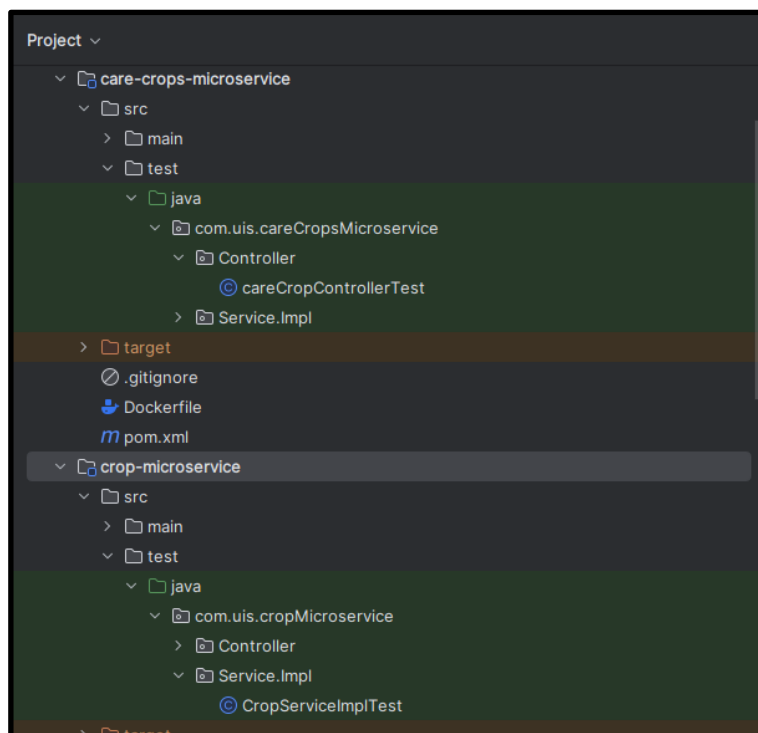 Project
care-crops-microservice
src
main
test
java
com.uis.careCropsMicroservice
Controller
careCropControllerTest
Service.Impl
target
.gitignore
Dockerfile
m pom.xml
crop-microservice
src
main
test
java
com.uis.cropMicroservice
Controller
Service.Impl
CropServiceImplTest
target